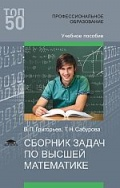 ТОП
50
ПРОФЕССИОНАЛЬНОЕ
ОБРАЗОВАНИЕ
Учебное пособие
В.П.Григорьев, Т.Н.Сабурова
СБОРНИК ЗАДАЧ
ПО ВЫСШЕЙ
МАТЕМАТИКЕ